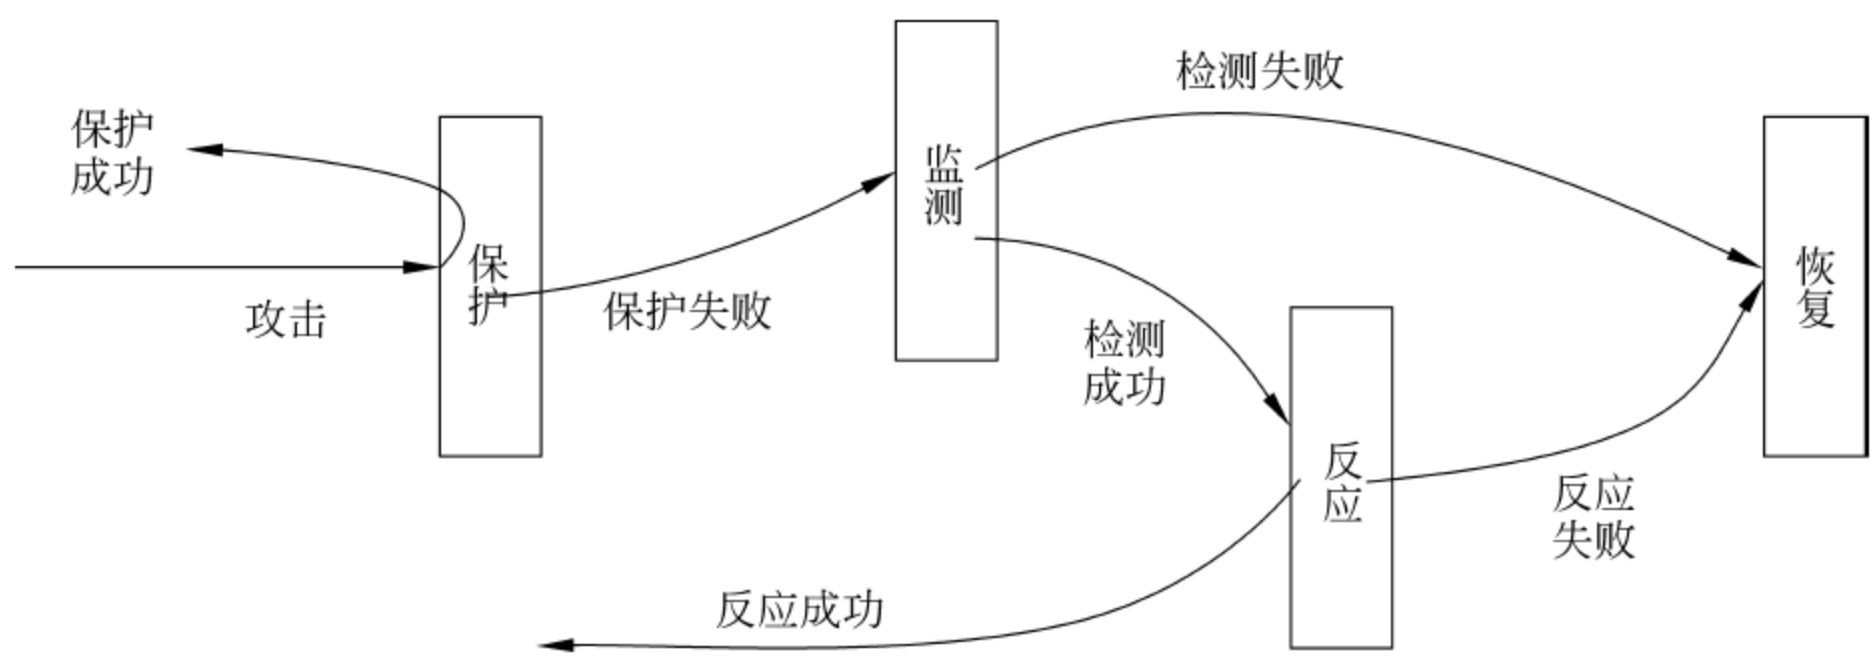 保护
成功
攻击
保
护
保护失败
监
测
检测失败
检测
成功
反
应
反应成功
反应
失败
恢
复